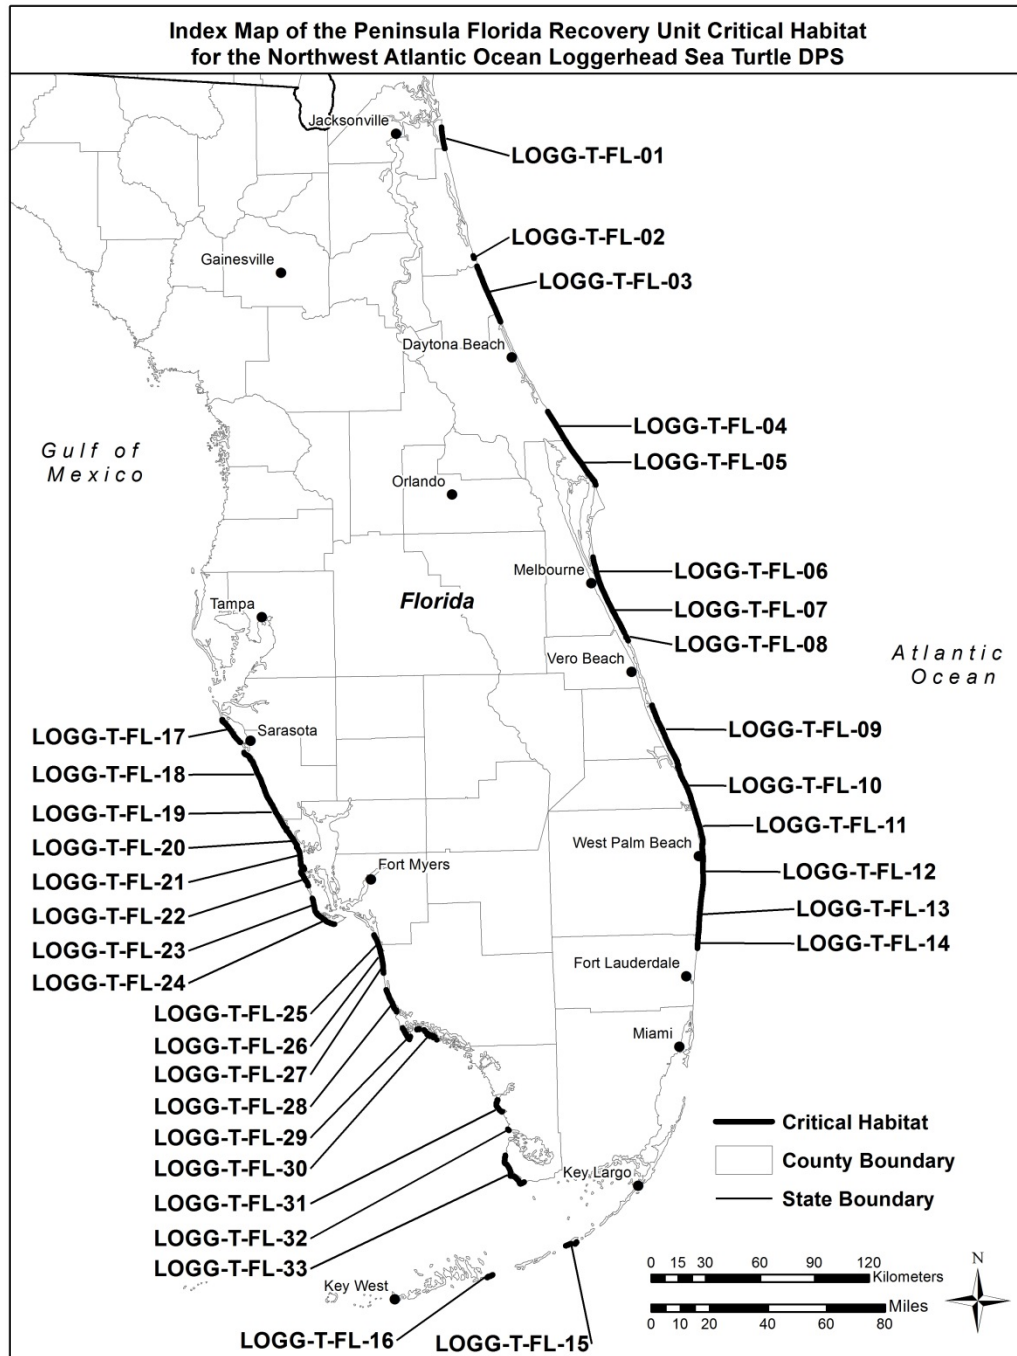 Index Map of the Peninsula Florida Recovery Unit Critical Habitat
for the Northwest Atlantic Ocean Loggerhead Sea Turtle DPS
Jacksonville
LOGG-T-FL-01
LOGG-T-FL-02
Gainesville
LOGG-T-FL-03
Daytona Beach
LOGG-T-FL-04
Gulf of
Mexico
LOGG-T-FL-05
Orlando
Melbourne
LOGG-T-FL-06
Florida
Tampa
LOGG-T-FL-07
LOGG-T-FL-08
Vero Beach
Atlantic
Ocean
LOGG-T-FL-09
Sarasota
LOGG-T-FL-17
LOGG-T-FL-18
LOGG-T-FL-10
LOGG-T-FL-19
LOGG-T-FL-11
West Palm Beach
LOGG-T-FL-20
Fort Myers
LOGG-T-FL-12
LOGG-T-FL-21
LOGG-T-FL-13
LOGG-T-FL-22
LOGG-T-FL-14
LOGG-T-FL-23
Fort Lauderdale
LOGG-T-FL-24
LOGG-T-FL-25
Miami
LOGG-T-FL-26
LOGG-T-FL-27
LOGG-T-FL-28
LOGG-T-FL-29
LOGG-T-FL-30
LOGG-T-FL-31
LOGG-T-FL-32
LOGG-T-FL-33
Critical Habitat
County Boundary
State Boundary
Key Largo
Key West
LOGG-T-FL-16
LOGG-T-FL-15
0 15 30 60 90 120
Kilometers
Miles
0 10 20 40 60 80
N